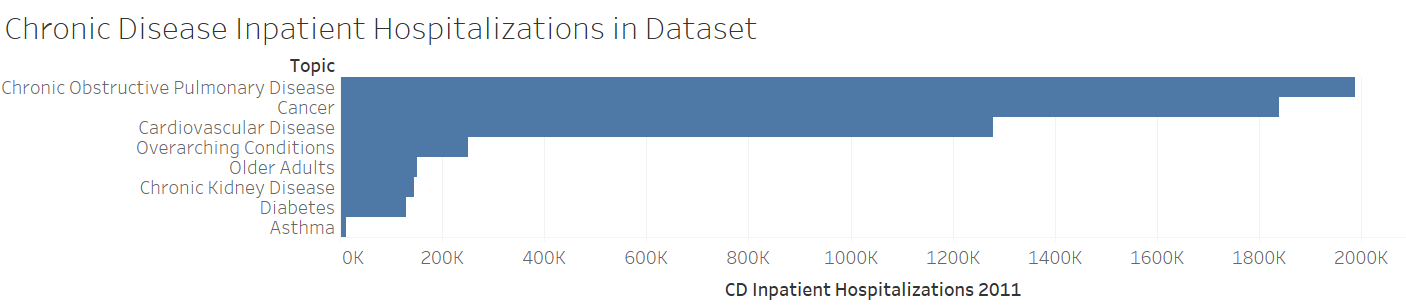 Chronic Disease Inpatient Hospitalizations in Dataset
Topic
Chronic Obstructive Pulmonary Disease
Cancer
Cardiovascular Disease
Overarching Conditions
Older Adults
Chronic Kidney Disease
Diabetes
Asthma
0K 200K 400K 600K 800K 1000K 1200K 1400K 1600K 1800K 2000K
CD Inpatient Hospitalizations 2011